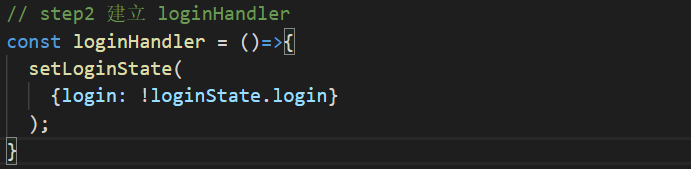 // step2 建立 loginHandler
const loginHandler = ()=>{
  setLoginState(
    {login: !loginState.login}
  );
}